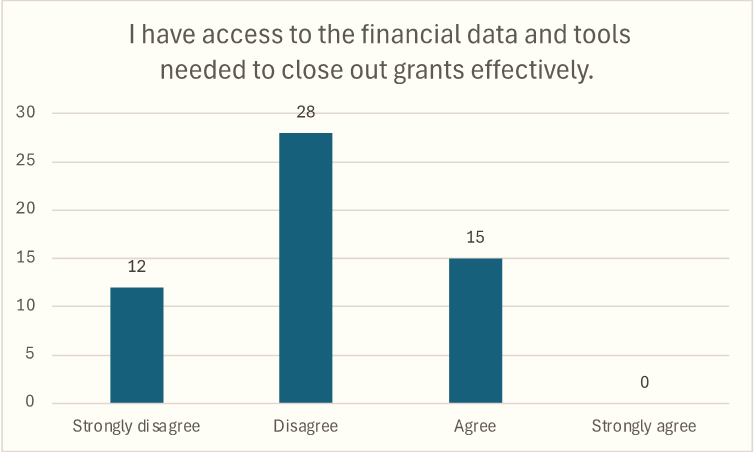 I have access to the financial data and tools
needed to close out grants effectively.
30
28
25
20
15
15
12
10
5
0
0
Strongly disagree
Disagree
Agree
Strongly agree